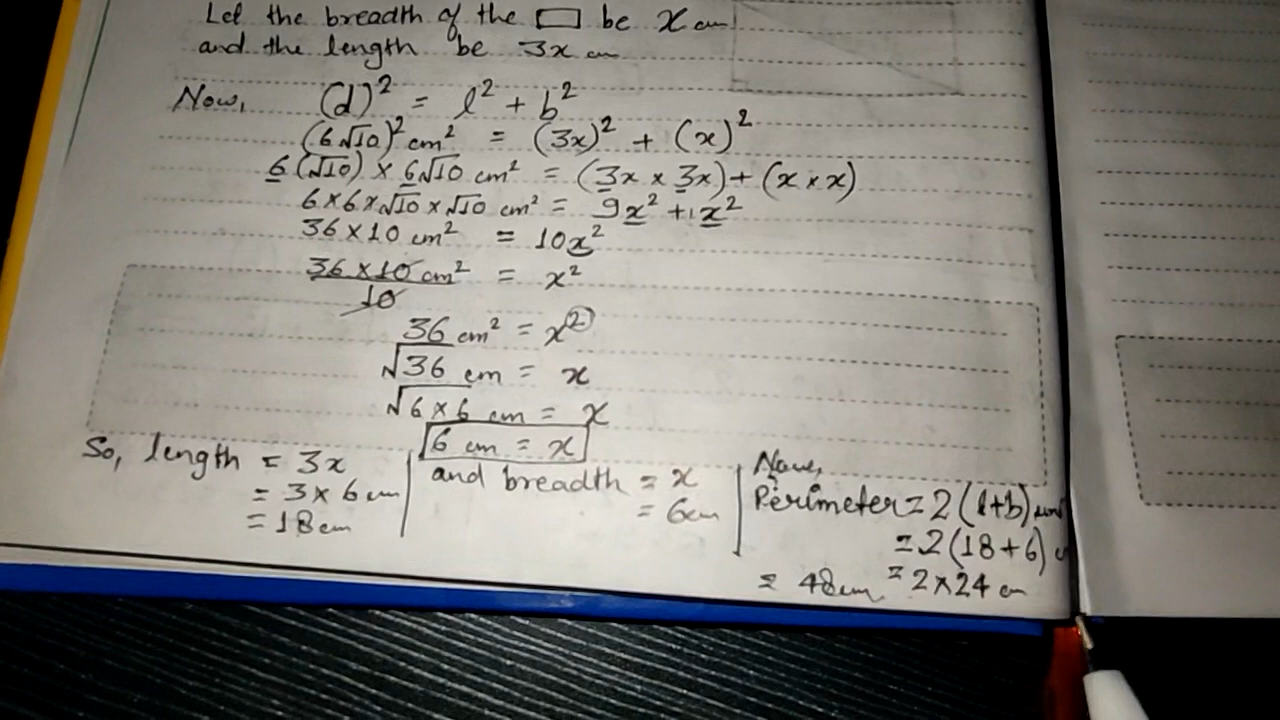 Let the breadth of the ▭ be x cm
and the length be 3x cm
Now, (d)² = l² + b²
(6√10)² cm² = (3x)² + (x)²
6(√10) × 6√10 cm² = (3x × 3x) + (x × x)
6×6×√10×√10 cm² = 9x² + 1x²
36 × 10 cm² = 10x²
36 × 10 cm² / 10 = x²
36 cm² = x²
√36 cm = x
√6×6 cm = x
6 cm = x
So, length = 3x
= 3 × 6 cm
= 18 cm
and breadth = x
= 6cm
Now,
Perimeter = 2(l+b)
= 2(18+6)
= 2×24 cm
= 48cm